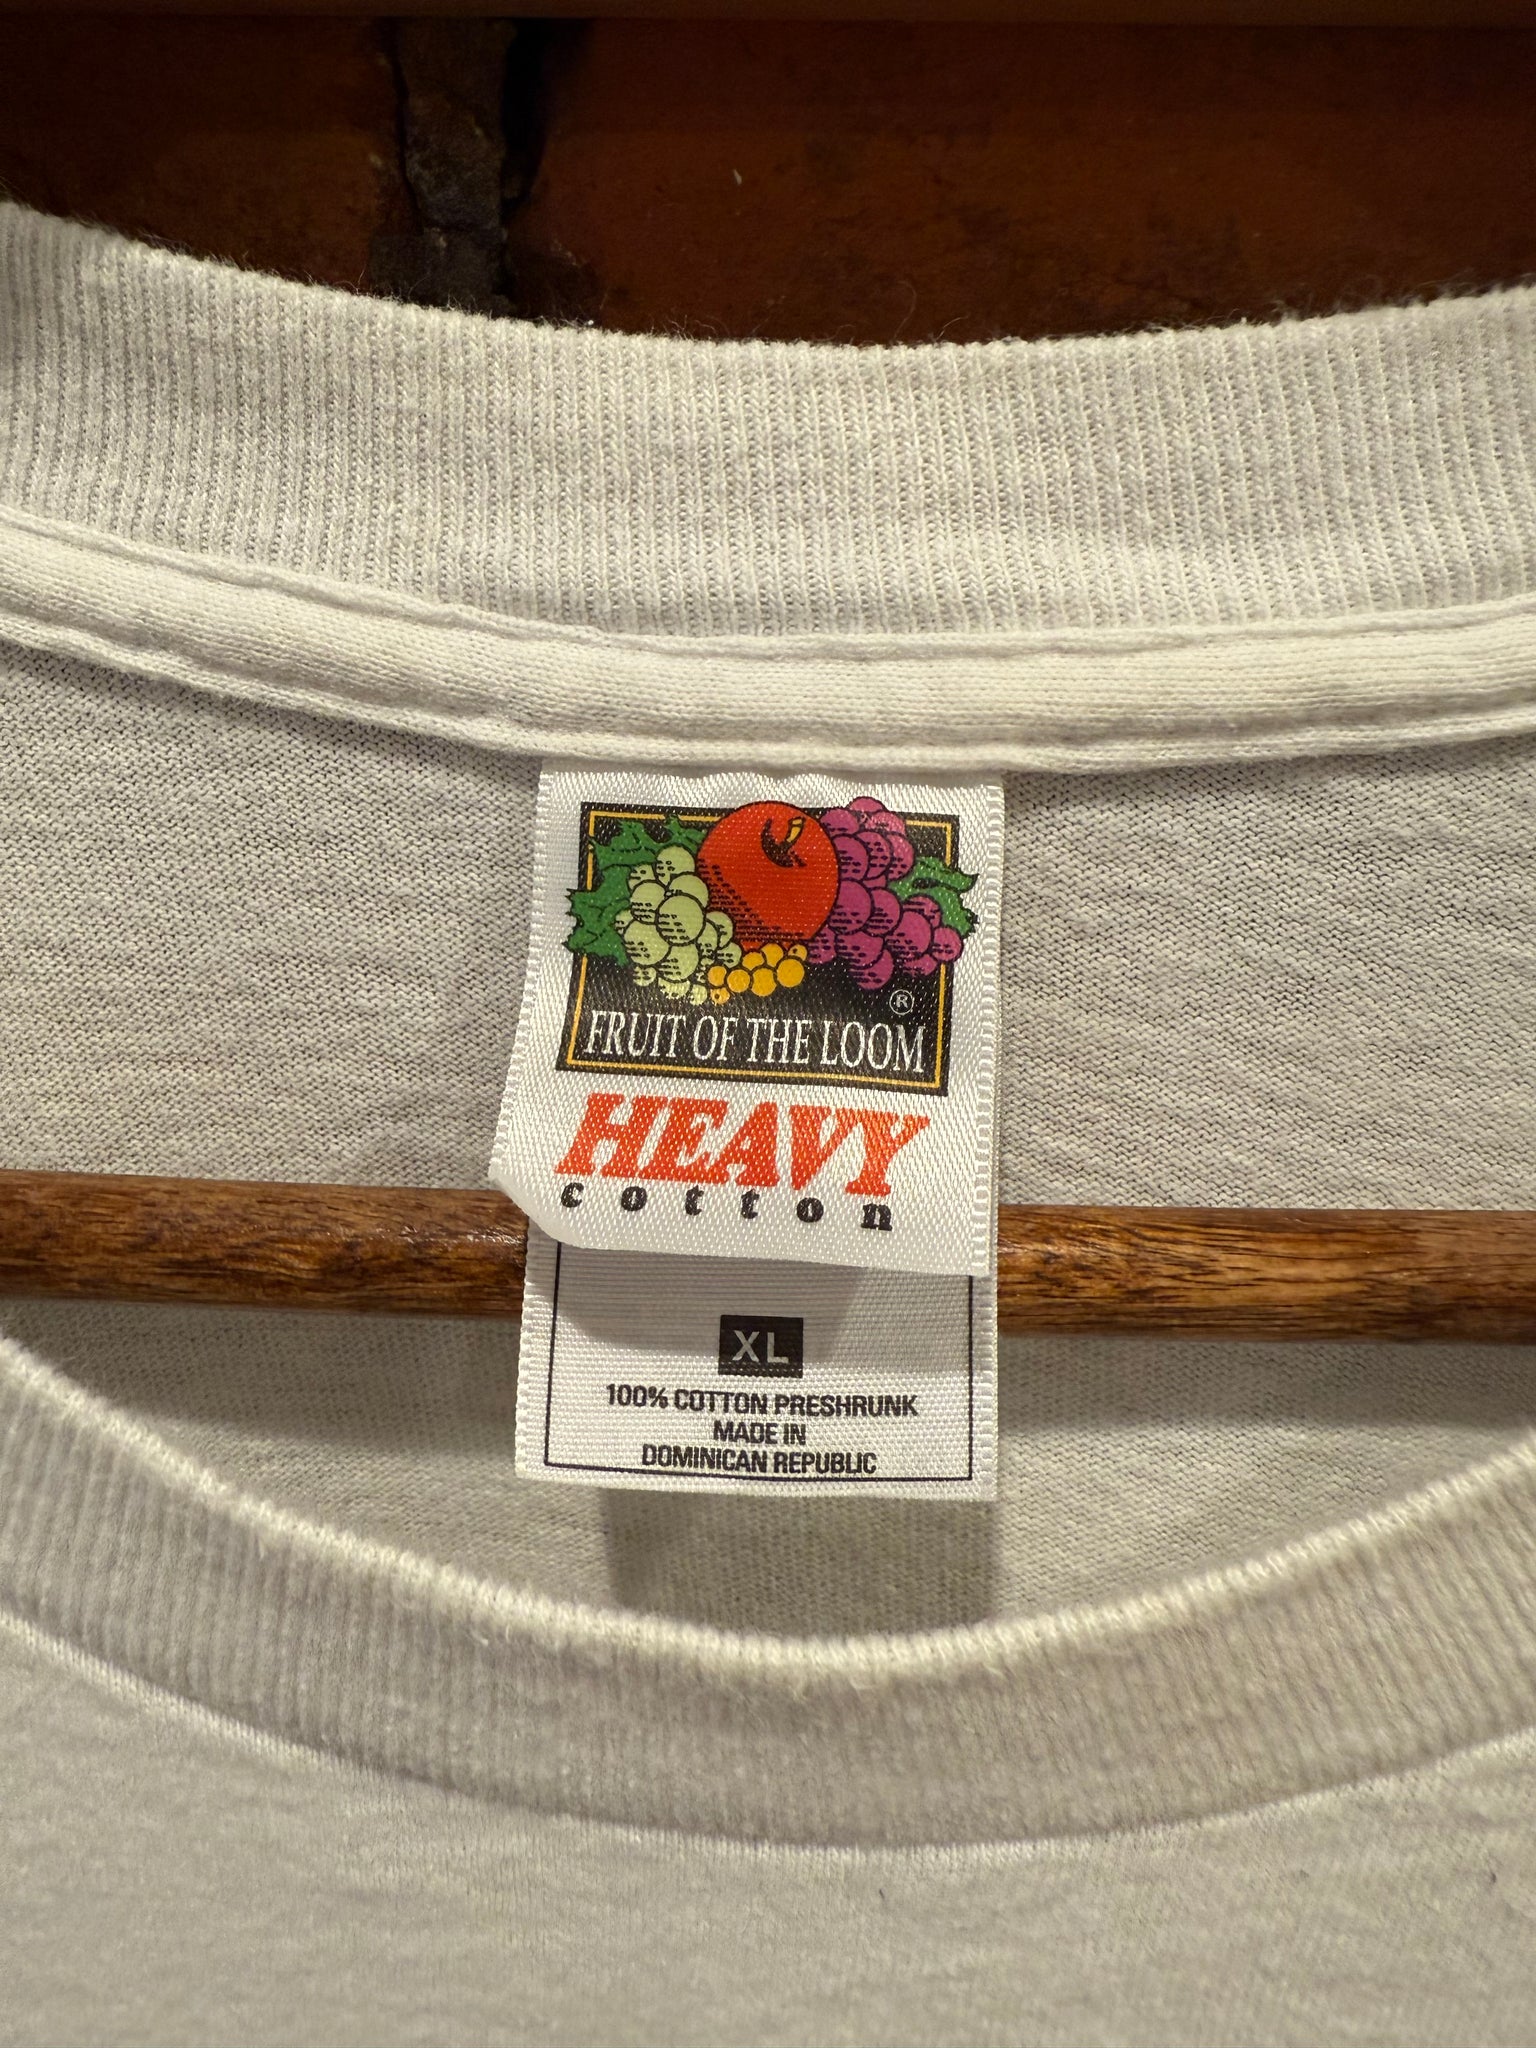 ®
FRUIT OF THE LOOM
HEAVY
cotton
XL
100% COTTON PRESHRUNK
MADE IN
DOMINICAN REPUBLIC